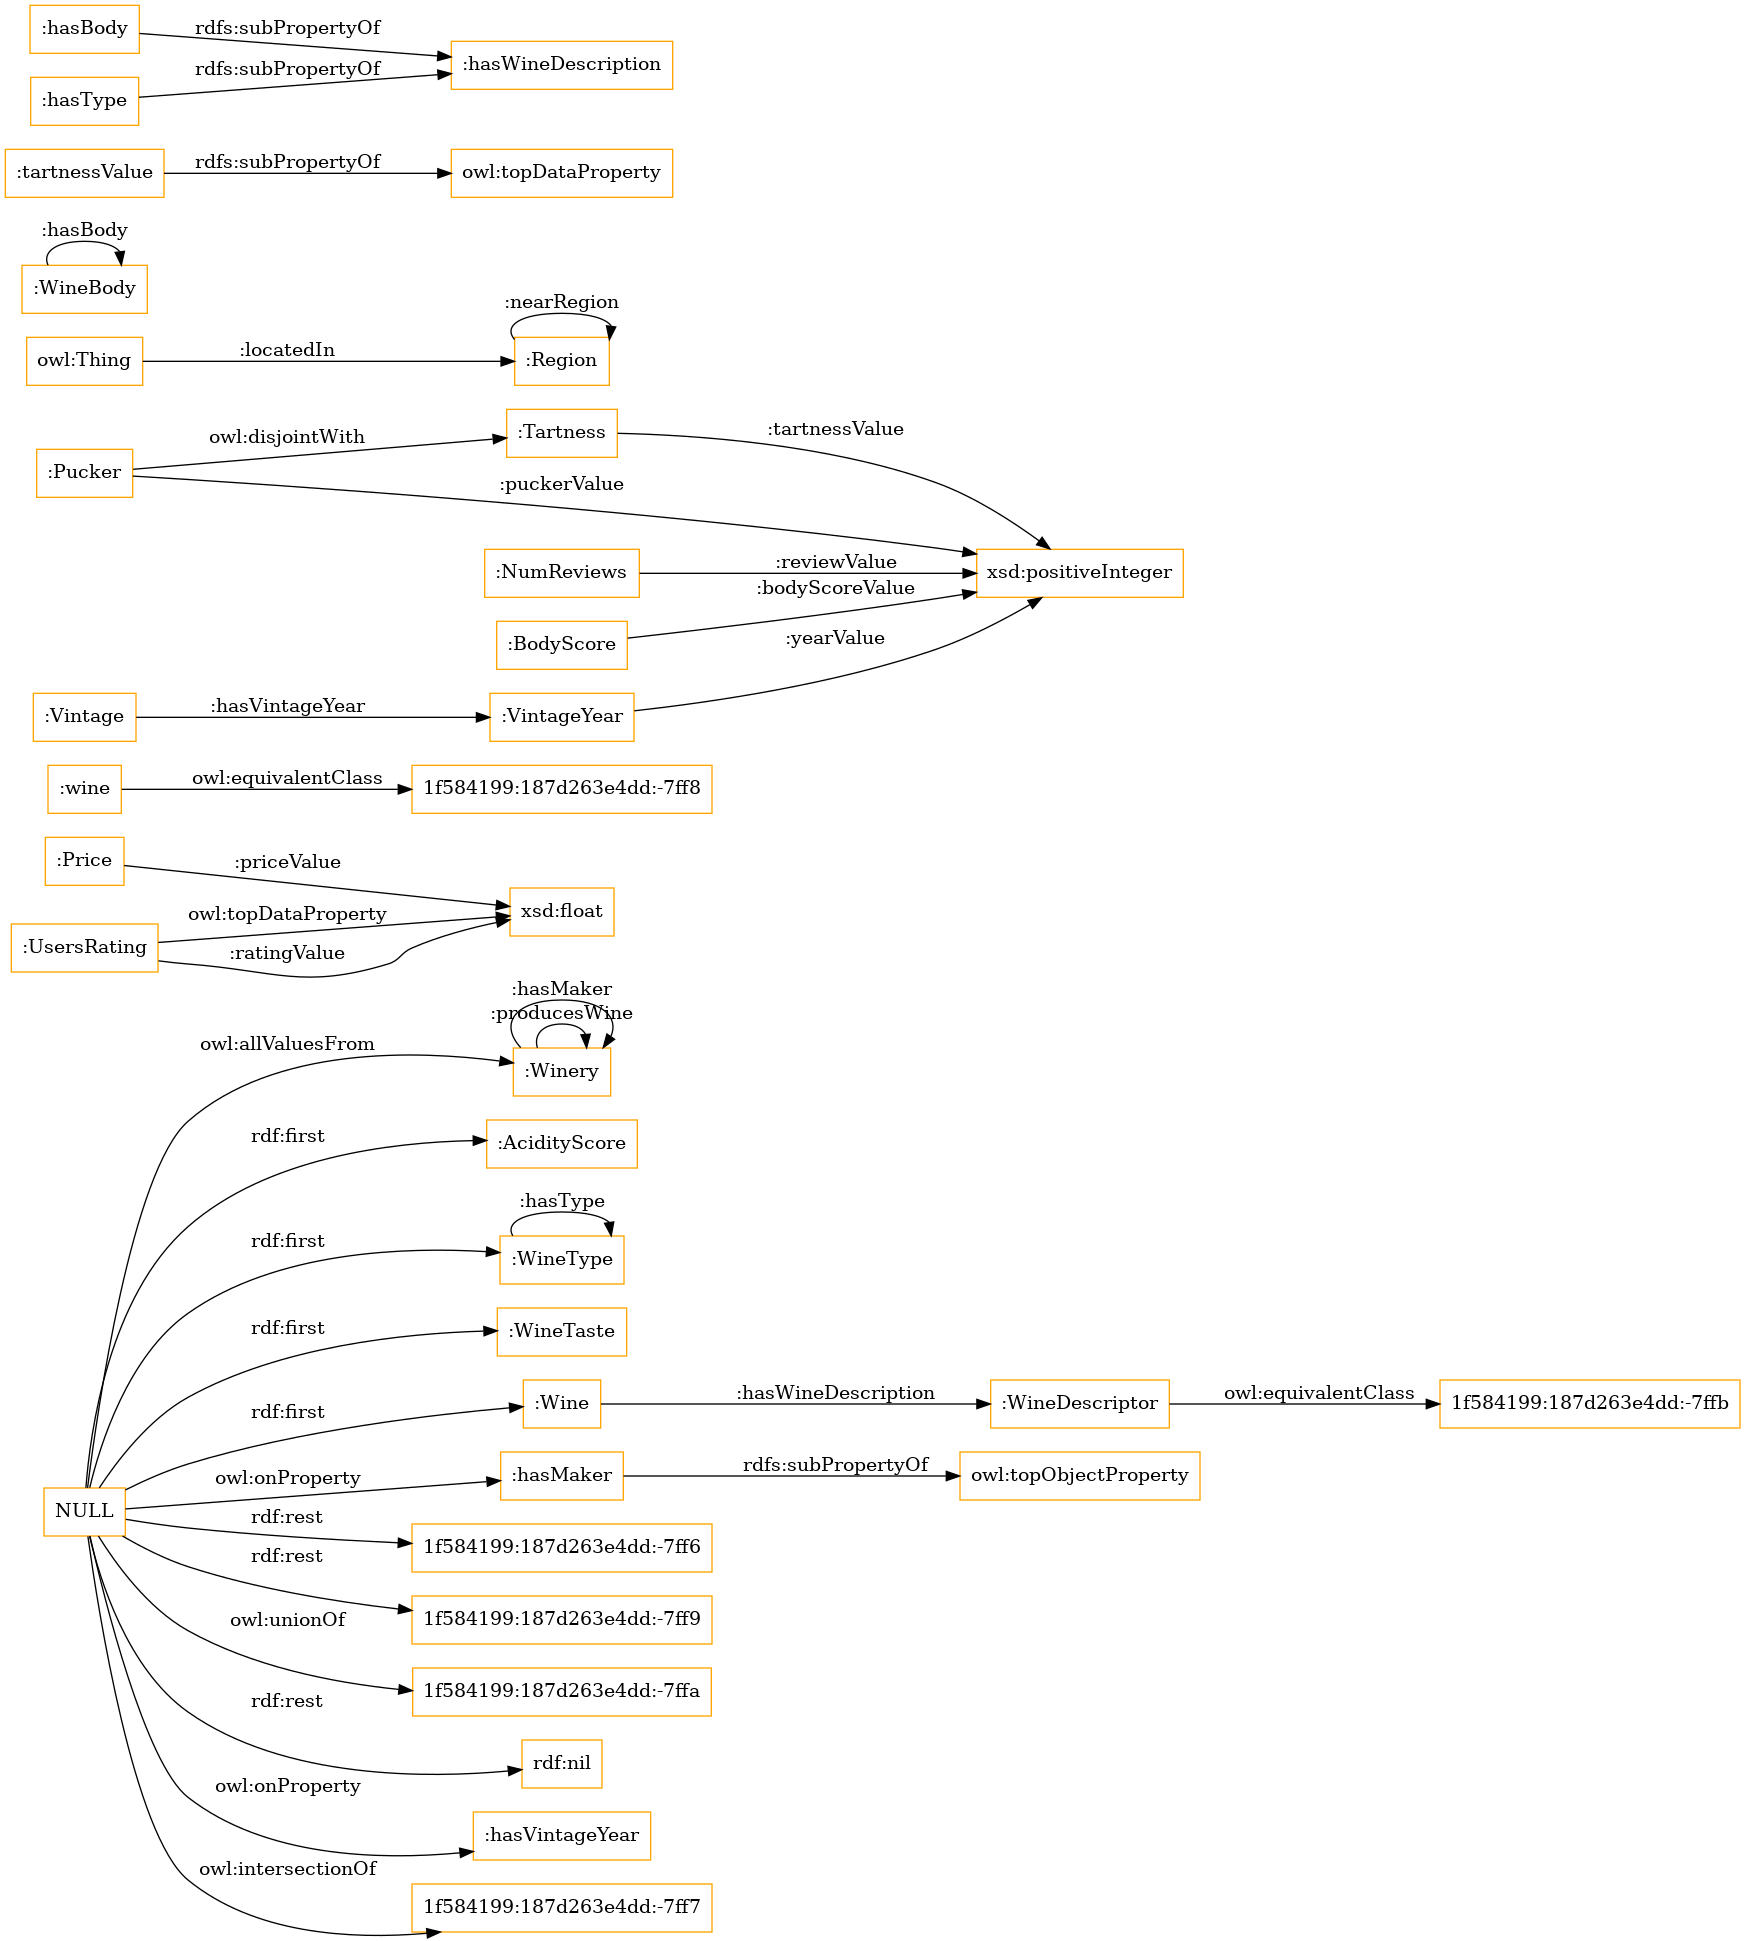 :hasBody
rdfs:subPropertyOf
:hasWineDescription
:hasType
rdfs:subPropertyOf
:tartnessValue
rdfs:subPropertyOf
owl:topDataProperty
:hasBody
:WineBody
owl:Thing
:locatedIn
:nearRegion
:Region
:Pucker
owl:disjointWith
:Tartness
:tartnessValue
:puckerValue
:NumReviews
:reviewValue
xsd:positiveInteger
:BodyScore
:bodyScoreValue
:Vintage
:hasVintageYear
:VintageYear
:yearValue
:wine
owl:equivalentClass
1f584199:187d263e4dd:-7ff8
:Price
:priceValue
xsd:float
:UsersRating
owl:topDataProperty
:ratingValue
:hasMaker
:producesWine
owl:allValuesFrom
:Winery
rdf:first
:AcidityScore
rdf:first
:hasType
:WineType
rdf:first
:WineTaste
rdf:first
:Wine
:hasWineDescription
:WineDescriptor
owl:equivalentClass
1f584199:187d263e4dd:-7ffb
NULL
owl:onProperty
:hasMaker
rdfs:subPropertyOf
owl:topObjectProperty
rdf:rest
1f584199:187d263e4dd:-7ff6
rdf:rest
1f584199:187d263e4dd:-7ff9
owl:unionOf
1f584199:187d263e4dd:-7ffa
rdf:rest
rdf:nil
owl:onProperty
:hasVintageYear
owl:intersectionOf
1f584199:187d263e4dd:-7ff7